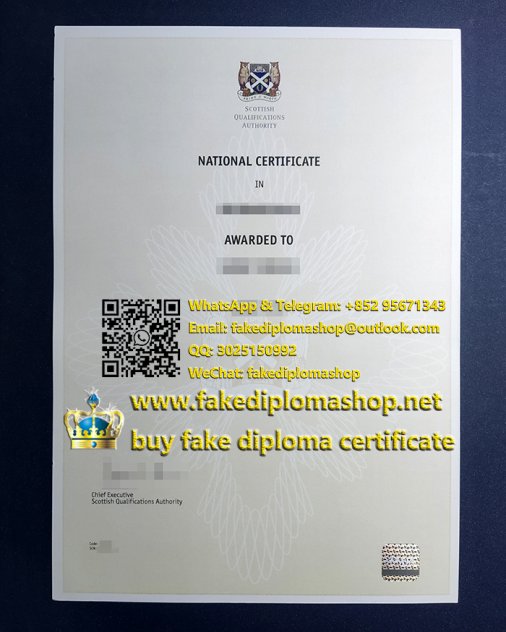 SCOTTISH
QUALIFICATIONS
AUTHORITY
NATIONAL CERTIFICATE
IN
AWARDED TO
WhatsApp & Telegram: +852 95671343
Email: fakediplomashop@outlook.com
QQ: 3025150992
WeChat: fakediplomashop
www.fakediplomashop.net
buy fake diploma certificate
Chief Executive
Scottish Qualifications Authority